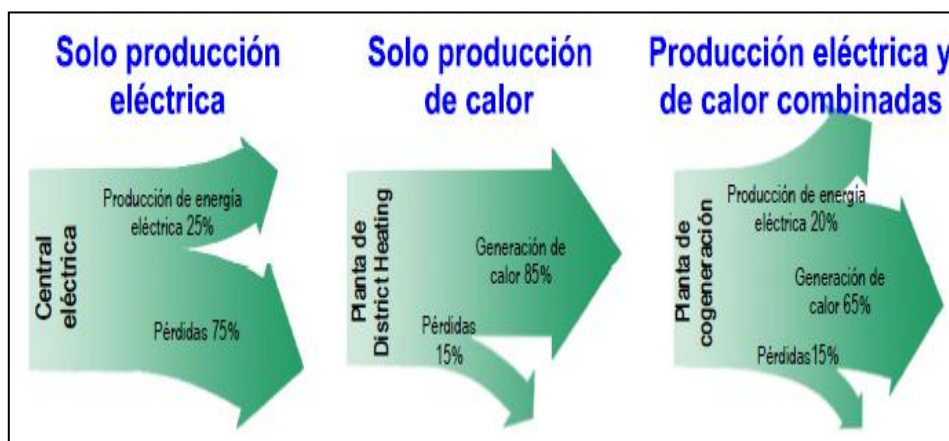 Solo producción
eléctrica
Central
eléctrica
Producción de energía
eléctrica 25%
Pérdidas 75%
Solo producción
de calor
Planta de
District Heating
Generación de
calor 85%
Pérdidas
15%
Producción eléctrica y
de calor combinadas
Planta de
cogeneración
Producción de energía
eléctrica 20%
Generación de
calor 65%
Pérdidas 15%